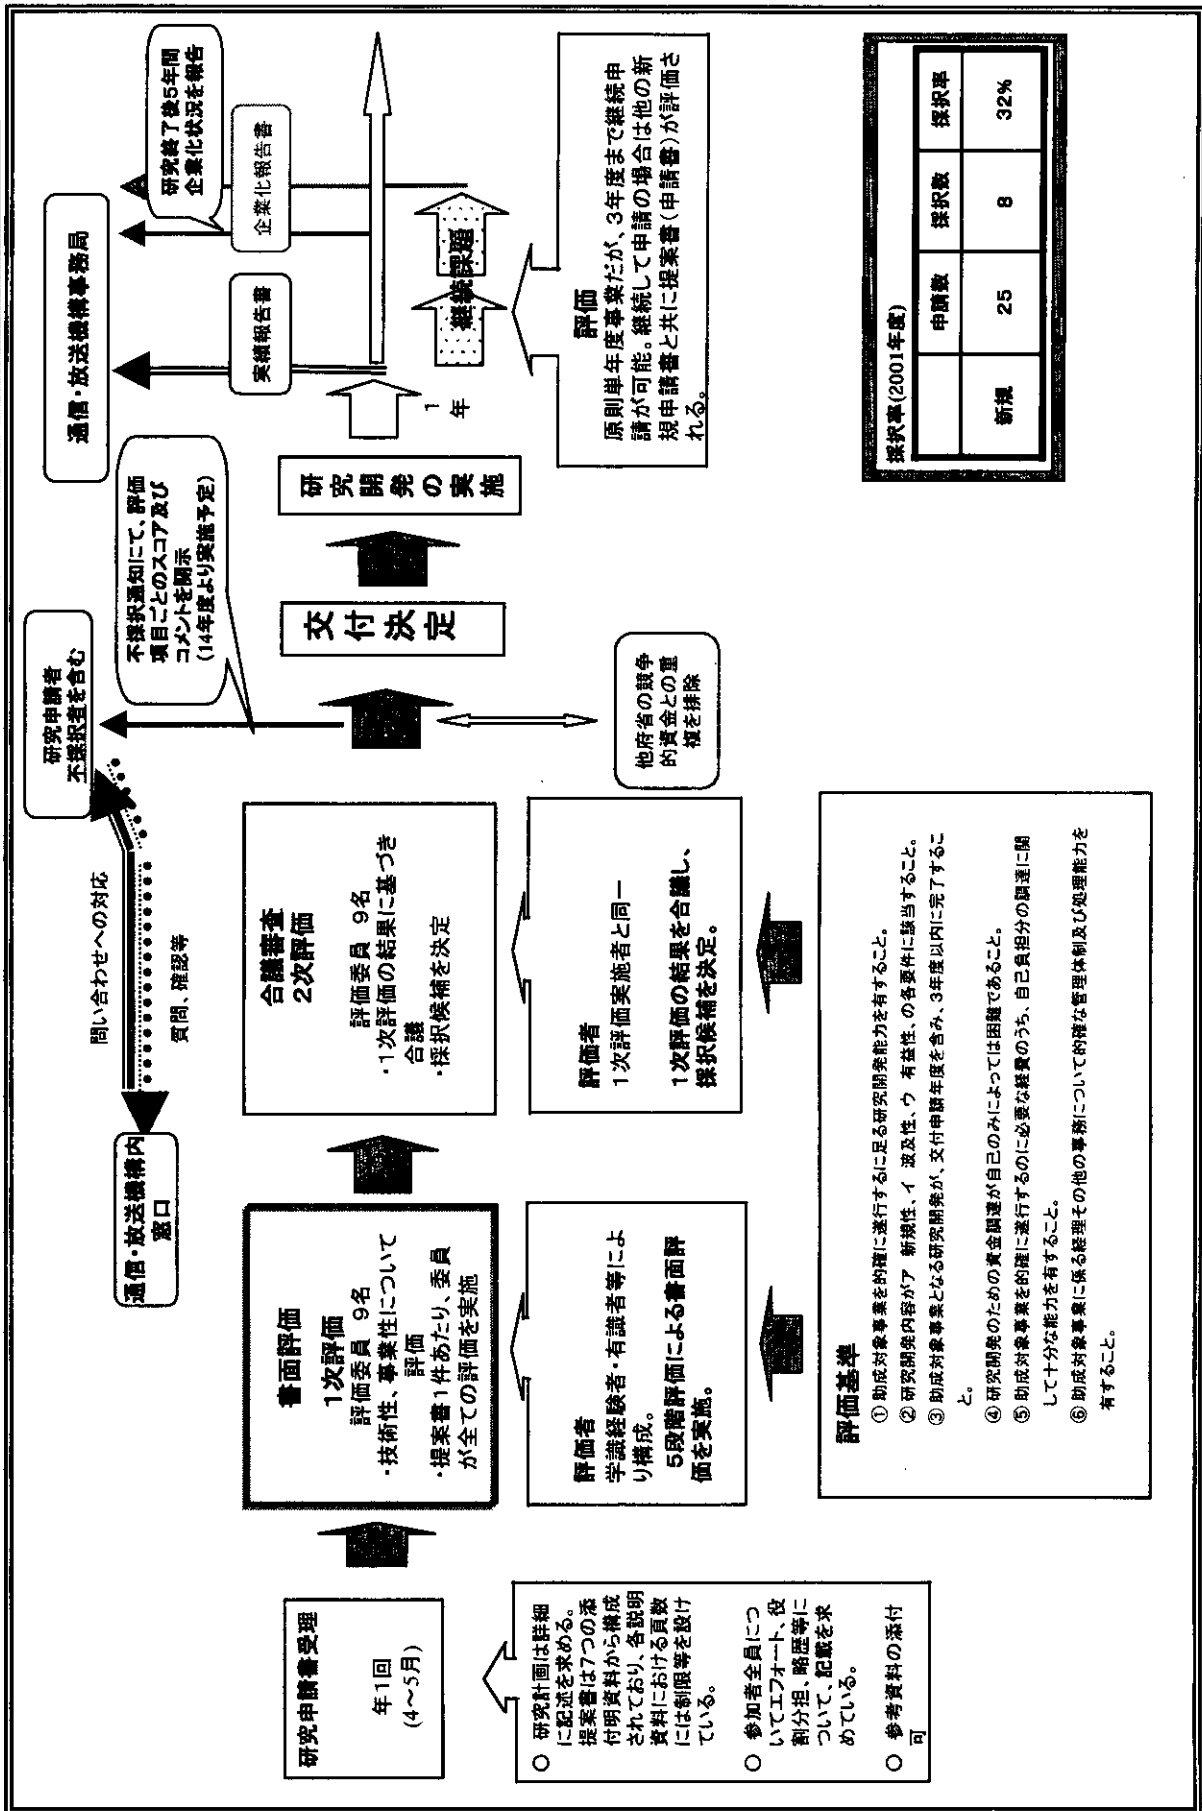 研究申請書受理
年1回
(4~5月)
○ 研究計画は詳細
に記述を求める。
提案書は7つの添
付明資料から構成
されており、各説明
資料における頁数
には制限等を設け
ている。
○ 参加者全員につ
いてエフォート、役
割分担、略歴等に
ついて、記載を求
めている。
○ 参考資料の添付
可
通信・放送機構内
窓口
問い合わせへの対応
質問、確認等
研究申請者
不採択者を含む
書面評価
1次評価
評価委員 9名
・技術性、事業性について
評価
・提案書1件あたり、委員
が全ての評価を実施
評価者
学識経験者・有識者等によ
り構成。
5段階評価による書面評
価を実施。
合議審査
2次評価
評価委員 9名
・1次評価の結果に基づき
合議
・採択候補を決定
評価者
1次評価実施者と同一
1次評価の結果を合議し、
採択候補を決定。
評価基準
① 助成対象事業を的確に遂行するに足る研究開発能力を有すること。
② 研究開発内容がア 新規性、イ 波及性、ウ 有益性、の各要件に該当すること。
③ 助成対象事業となる研究開発が、交付申請年度を含み、3年度以内に完了するこ
と。
④ 研究開発のための資金調達が自己のみによっては困難であること。
⑤ 助成対象事業を的確に遂行するのに必要な経費のうち、自己負担分の調達に関
して十分な能力を有すること。
⑥ 助成対象事業に係る経理その他の事務について的確な管理体制及び処理能力を
有すること。
不採択通知にて、評価
項目ごとのスコア及び
コメントを開示
(14年度より実施予定)
他府省の競争
的資金との重
複を排除
交付決定
研究開発の実施
1
年
通信・放送機構事務局
実績報告書
企業化報告書
研究終了後5年間
企業化状況を報告
継続課題
評価
原則単年度事業だが、3年度まで継続申
請が可能。継続して申請の場合は他の新
規申請書と共に提案書(申請書)が評価さ
れる。
採択率(2001年度)
申請数 採択数 採択率
新規 25 8 32%